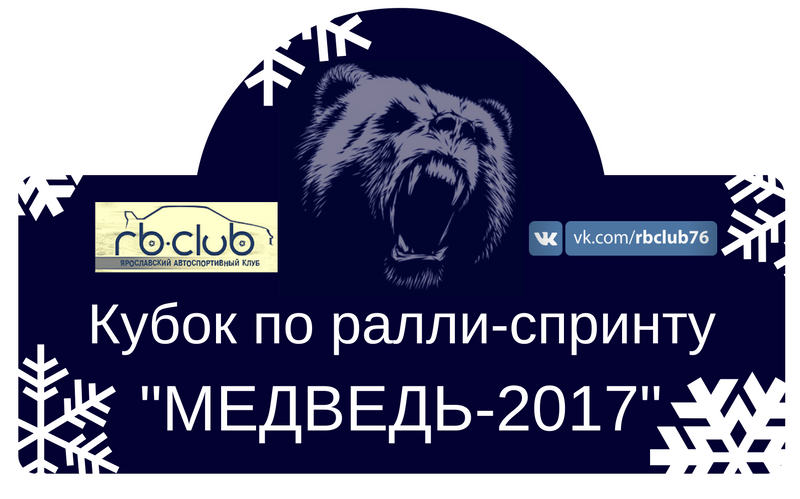 rb·club
ЯРОСЛАВСКИЙ АВТОСПОРТИВНЫЙ КЛУБ
vk.com/rbclub76
Кубок по ралли-спринту
"МЕДВЕДЬ-2017"